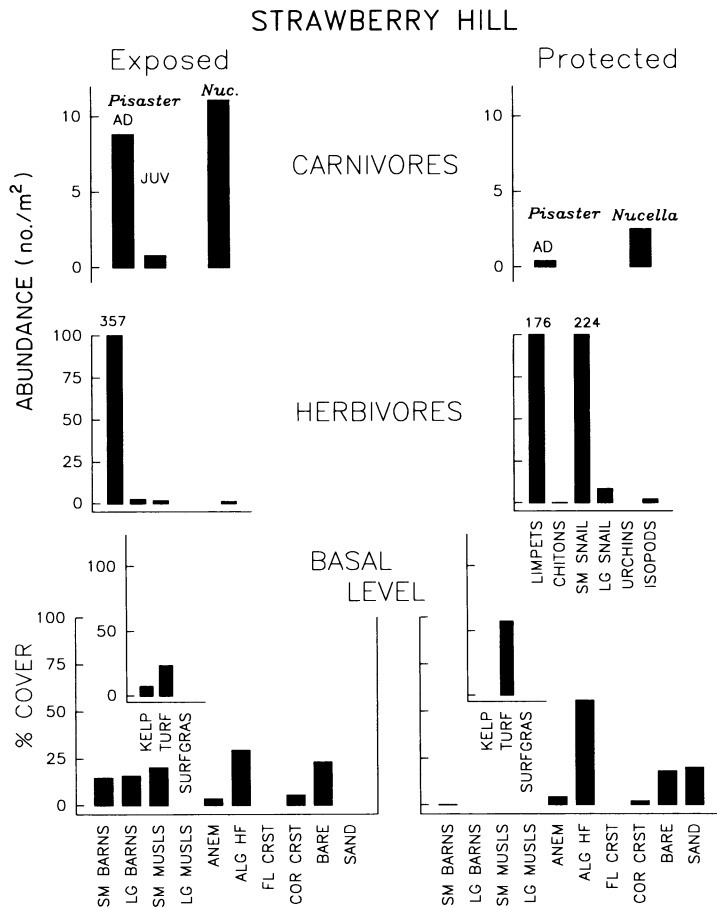 STRAWBERRY HILL
Exposed
Protected
CARNIVORES
HERBIVORES
BASAL
LEVEL
ABUNDANCE (no./m²)
% COVER
10
5
0
Pisaster
Nuc.
AD
JUV
10
5
0
Pisaster
Nucella
AD
100
75
50
25
0
357
176
224
LIMPETS
CHITONS
SM SNAIL
LG SNAIL
URCHINS
ISOPODS
100
50
0
KELP
TURF
SURFGRAS
KELP
TURF
SURFGRAS
100
75
50
25
0
SM BARNS
LG BARNS
SM MUSLS
LG MUSLS
ANEM
ALG HF
FL CRST
COR CRST
BARE
SAND
SM BARNS
LG BARNS
SM MUSLS
LG MUSLS
ANEM
ALG HF
FL CRST
COR CRST
BARE
SAND